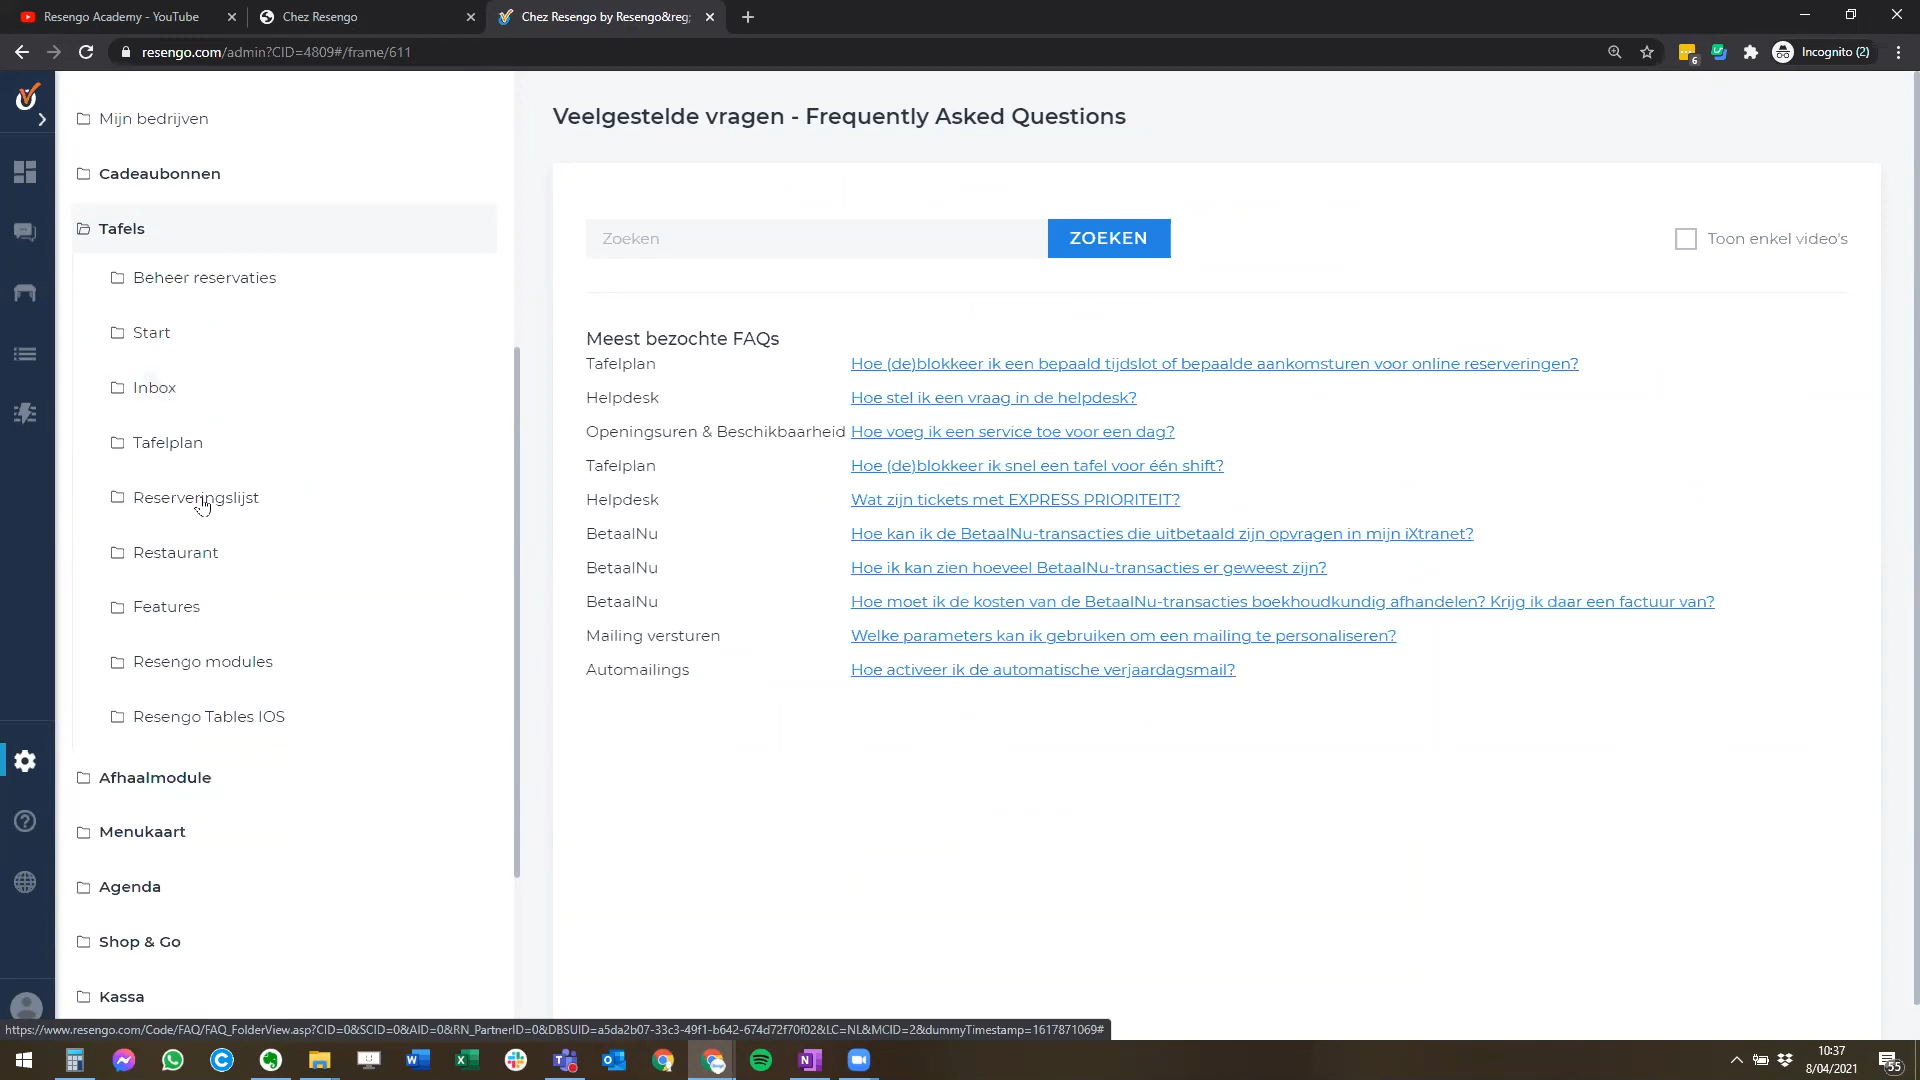 Resengo Academy - YouTube
Chez Resengo
Chez Resengo by Resengo&reg;
resengo.com/admin?CID=4809#/frame/611
6
Incognito (2)
Mijn bedrijven
Cadeaubonnen
Tafels
Beheer reservaties
Start
Inbox
Tafelplan
Reserveringslijst
Restaurant
Features
Resengo modules
Resengo Tables IOS
Afhaalmodule
Menukaart
Agenda
Shop & Go
Kassa
Veelgestelde vragen - Frequently Asked Questions
Zoeken
ZOEKEN
Toon enkel video's
Meest bezochte FAQs
Tafelplan Hoe (de)blokkeer ik een bepaald tijdslot of bepaalde aankomsturen voor online reserveringen?
Helpdesk Hoe stel ik een vraag in de helpdesk?
Openingsuren & Beschikbaarheid Hoe voeg ik een service toe voor een dag?
Tafelplan Hoe (de)blokkeer ik snel een tafel voor één shift?
Helpdesk Wat zijn tickets met EXPRESS PRIORITEIT?
BetaalNu Hoe kan ik de BetaalNu-transacties die uitbetaald zijn opvragen in mijn iXtranet?
BetaalNu Hoe ik kan zien hoeveel BetaalNu-transacties er geweest zijn?
BetaalNu Hoe moet ik de kosten van de BetaalNu-transacties boekhoudkundig afhandelen? Krijg ik daar een factuur van?
Mailing versturen Welke parameters kan ik gebruiken om een mailing te personaliseren?
Automailings Hoe activeer ik de automatische verjaardagsmail?
https://www.resengo.com/Code/FAQ/FAQ_FolderView.asp?CID=0&SCID=0&AID=0&RN_PartnerID=0&DBSUID=a5da2b07-33c3-49f1-b642-674d72f70f02&LC=NL&MCID=2&dummyTimestamp=1617871069#
10:37
8/04/2021
55